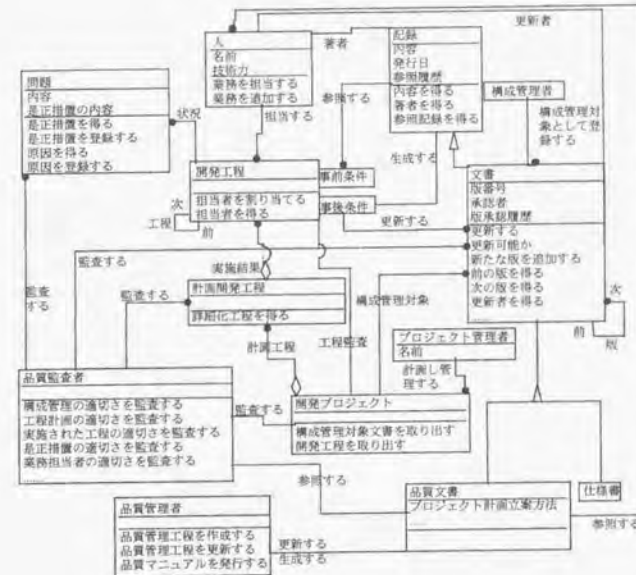 更新者
人
名前
技術力
業務を担当する
業務を追加する
著者
記録
内容
発行日
参照履歴
内容を得る
著者を得る
参照記録を得る
構成管理者
構成管理対
象として登
録する
問題
内容
是正措置の内容
是正措置を得る
是正措置を登録する
原因を得る
原因を登録する
状況
担当する
参照する
生成する
開発工程
担当者を割り当てる
担当者を得る
次
工程
前
事前条件
事後条件
更新する
文書
版番号
承認者
版承認履歴
更新する
更新可能か
新たな版を追加する
前の版を得る
次の版を得る
更新者を得る
次
前
版
監査する
実施結果
監査
する
監査する
計画開発工程
詳細化工程を得る
構成管理対象
計画工程
工程監査
プロジェクト管理者
名前
計画し管
理する
品質監査者
構成管理の適切さを監査する
工程計画の適切さを監査する
実施された工程の適切さを監査する
是正措置の適切さを監査する
業務担当者の適切さを監査する
監査する
開発プロジェクト
構成管理対象文書を取り出す
開発工程を取り出す
参照する
品質文書
プロジェクト計画立案方法
仕様書
参照する
品質管理者
品質管理工程を作成する
品質管理工程を更新する
品質マニュアルを発行する
更新する
生成する